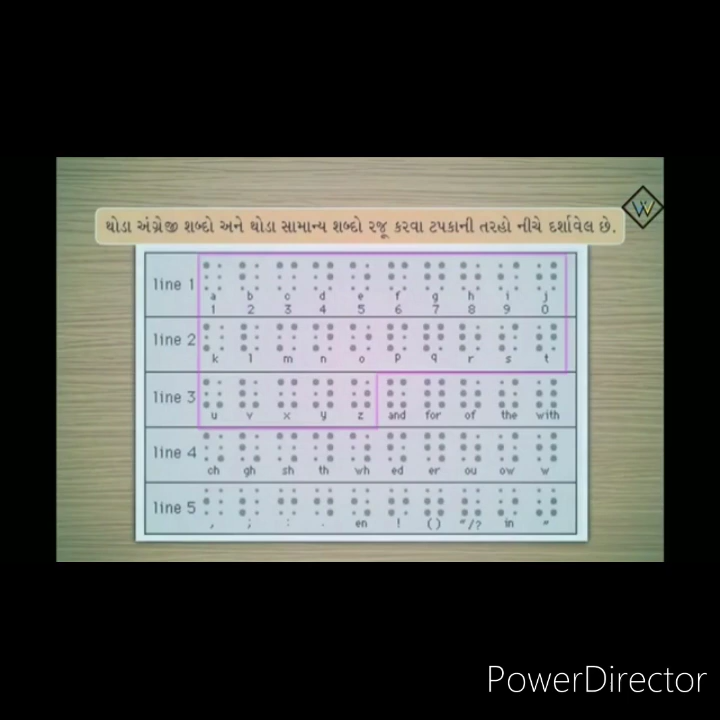 થોડા અંગ્રેજી શબ્દો અને થોડા સામાન્ય શબ્દો રજૂ કરવા ટપકાની તરહો નીચે દર્શાવેલ છે.
W
line 1
a b c d e f g h i j
1 2 3 4 5 6 7 8 9 0
line 2
k l m n o p q r s t
line 3
u v x y z and for of the with
line 4
ch gh sh th wh ed er ou ow w
line 5
, ; : . en ! () "/? in "
PowerDirector